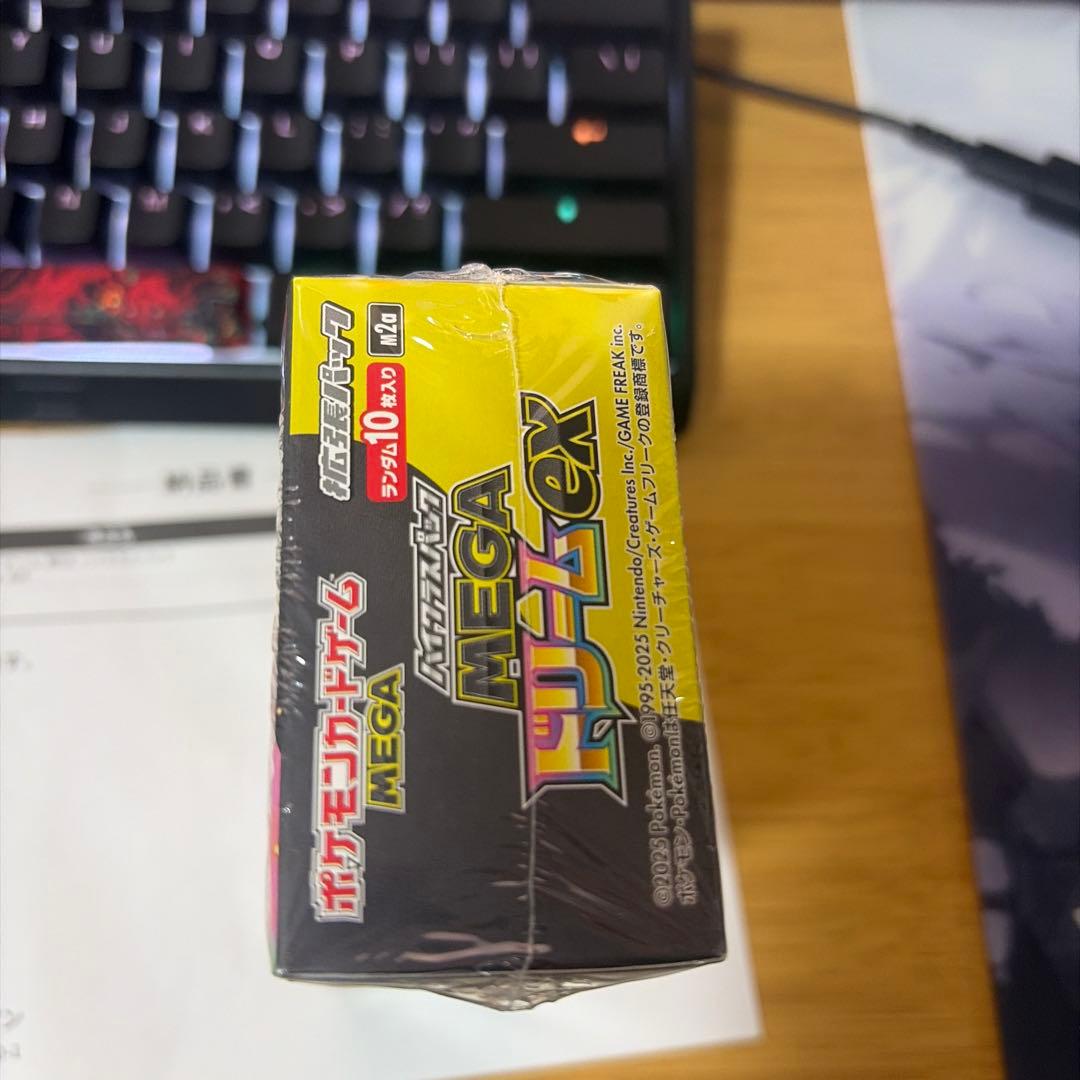 拡張パック
ランダム10枚入り M2a
ポケモンカードゲーム
MEGA
ハイクラスパック
MEGA
ドリームex
©2025 Pokémon. ©1995-2025 Nintendo/Creatures Inc./GAME FREAK inc.
ポケモン・Pokémonは任天堂・クリーチャーズ・ゲームフリークの登録商標です。
納品書